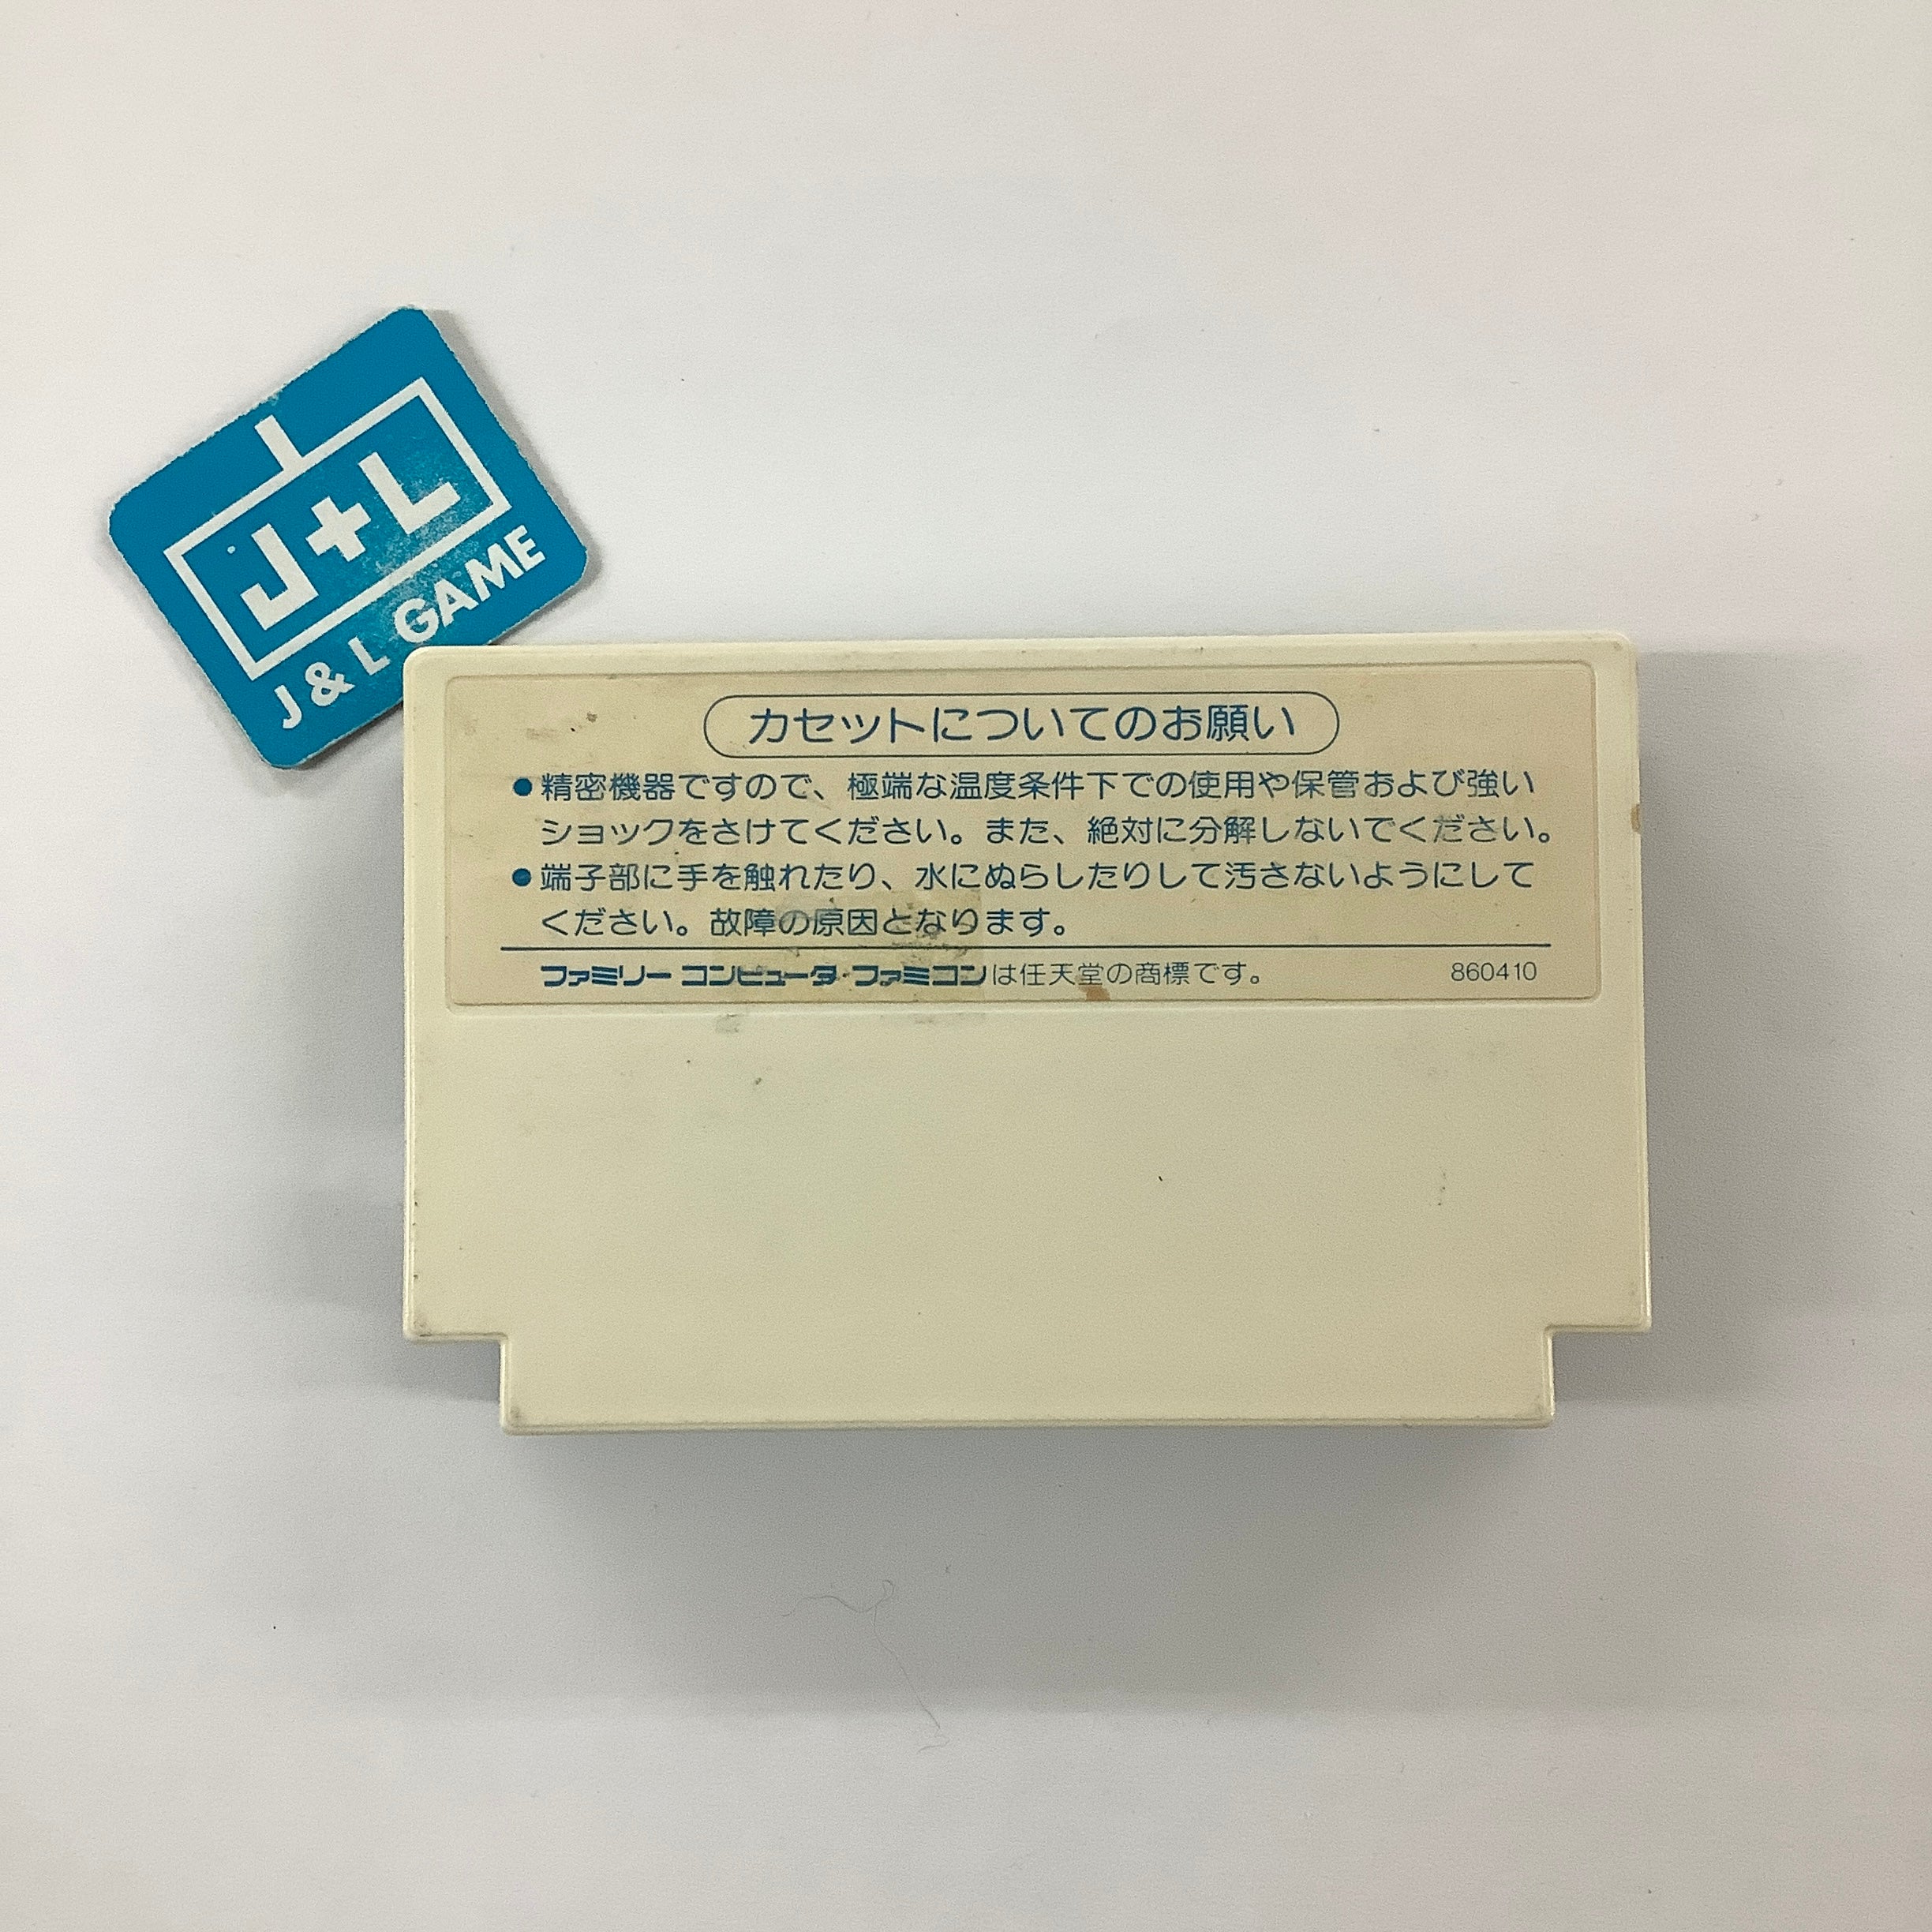 J+L
J & L GAME
カセットについてのお願い
●精密機器ですので、極端な温度条件下での使用や保管および強い
ショックをさけてください。また、絶対に分解しないでください。
●端子部に手を触れたり、水にぬらしたりして汚さないようにして
ください。故障の原因となります。
ファミリー コンピュータ・ファミコンは任天堂の商標です。 860410